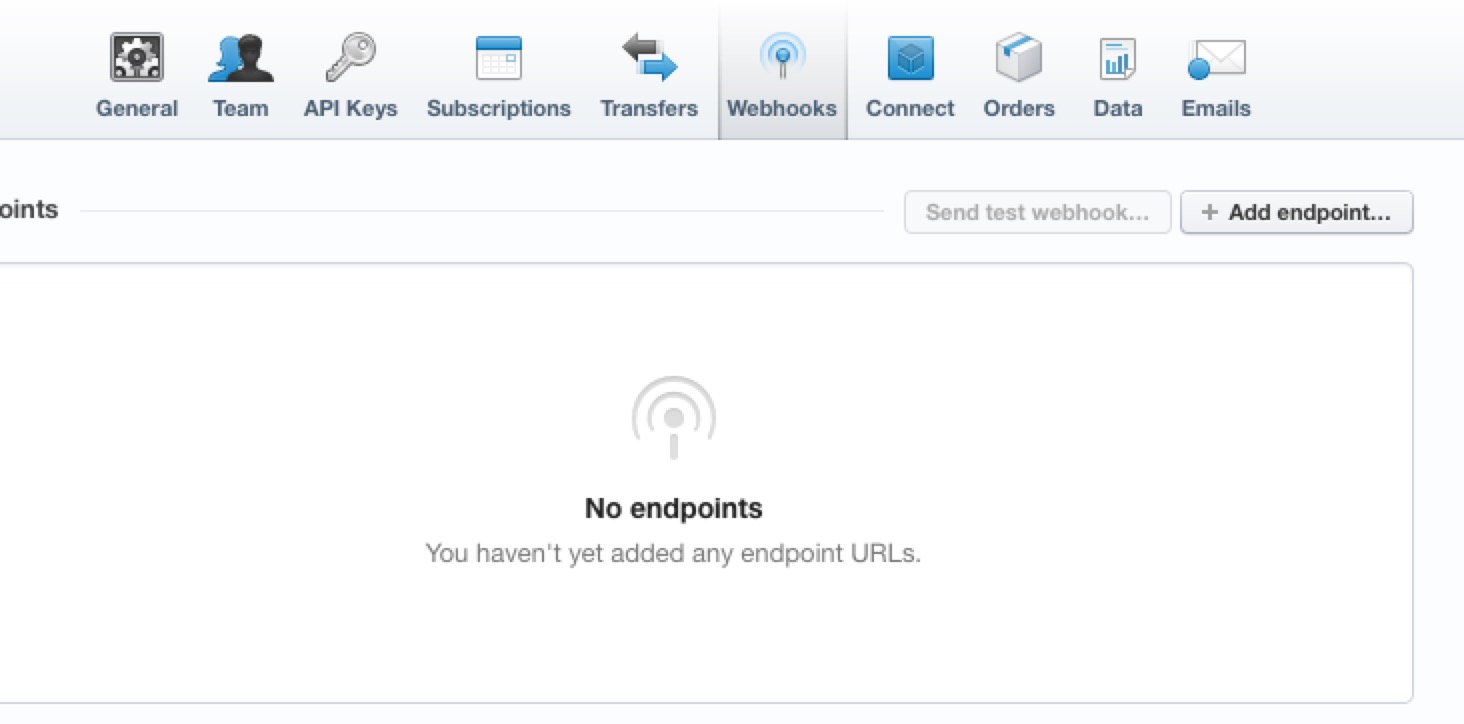 General Team API Keys Subscriptions Transfers Webhooks Connect Orders Data Emails
oints Send test webhook... + Add endpoint...
No endpoints
You haven't yet added any endpoint URLs.